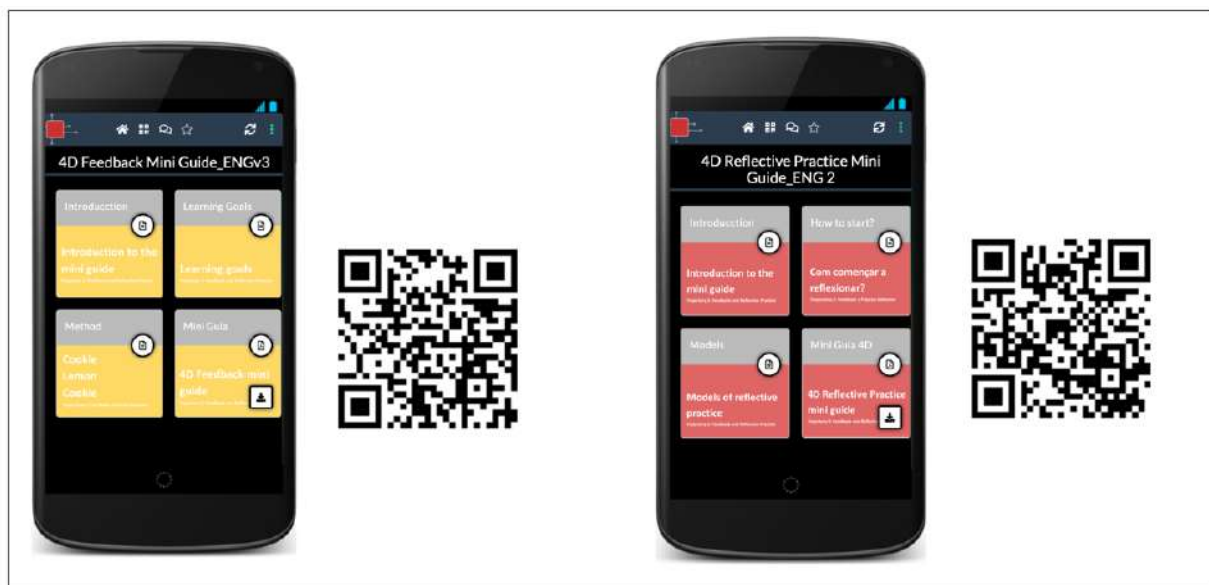 4D Feedback Mini Guide_ENGv3
Introducction
Learning Goals
Introduction to the
mini guide
Learning goals
Method
Mini Guia
Cookie
Lemon
Cookie
4D Feedback mini
guide
4D Reflective Practice Mini
Guide_ENG 2
Introducction
How to start?
Introduction to the
mini guide
Com començar a
reflexionar?
Models
Mini Guia 4D
Models of reflective
practice
4D Reflective Practice
mini guide